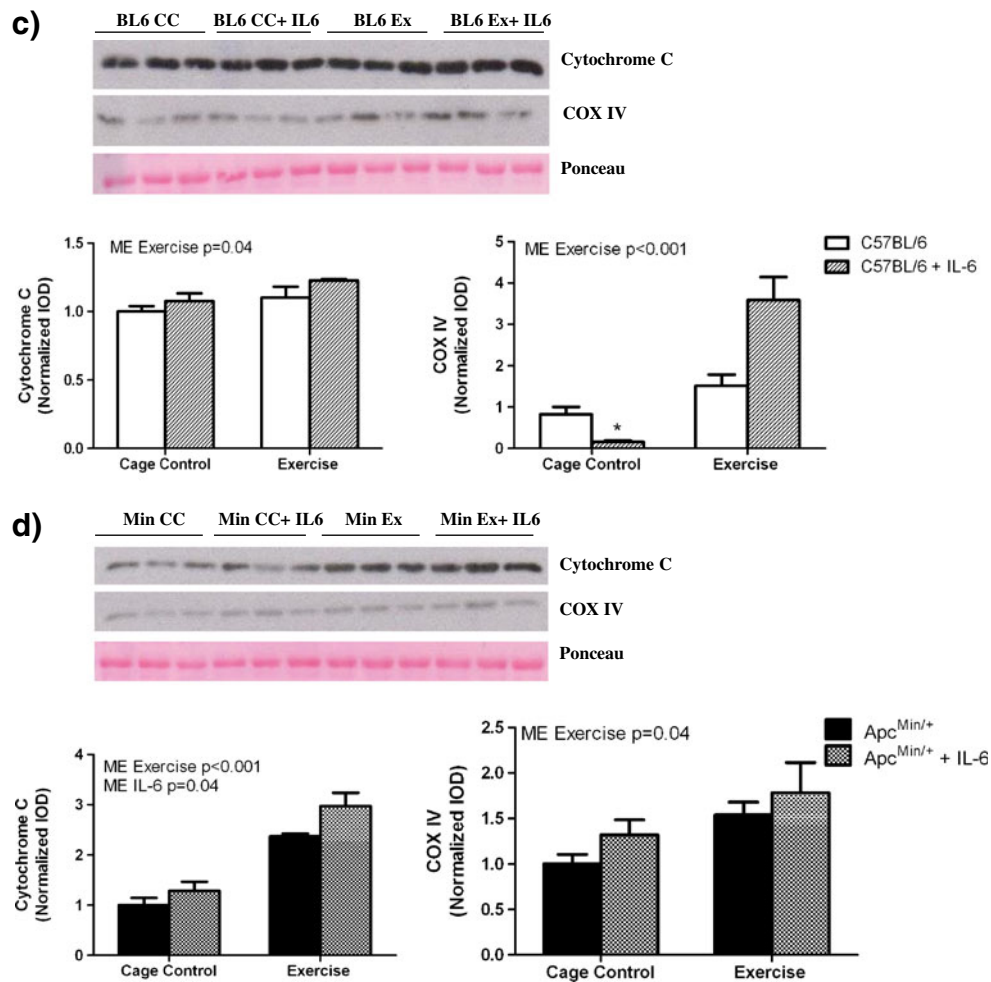 c)
BL6 CC BL6 CC+ IL6 BL6 Ex BL6 Ex+ IL6
Cytochrome C
COX IV
Ponceau
ME Exercise p=0.04
Cytochrome C
(Normalized IOD)
1.5
1.0
0.5
0.0
Cage Control Exercise
ME Exercise p<0.001
COX IV
(Normalized IOD)
5
4
3
2
1
0
*
Cage Control Exercise
C57BL/6
C57BL/6 + IL-6
d)
Min CC Min CC+ IL6 Min Ex Min Ex+ IL6
Cytochrome C
COX IV
Ponceau
ME Exercise p<0.001
ME IL-6 p=0.04
Cytochrome C
(Normalized IOD)
4
3
2
1
0
Cage Control Exercise
ME Exercise p=0.04
COX IV
(Normalized IOD)
2.5
2.0
1.5
1.0
0.5
0.0
Cage Control Exercise
Apc^Min/+
Apc^Min/+ + IL-6